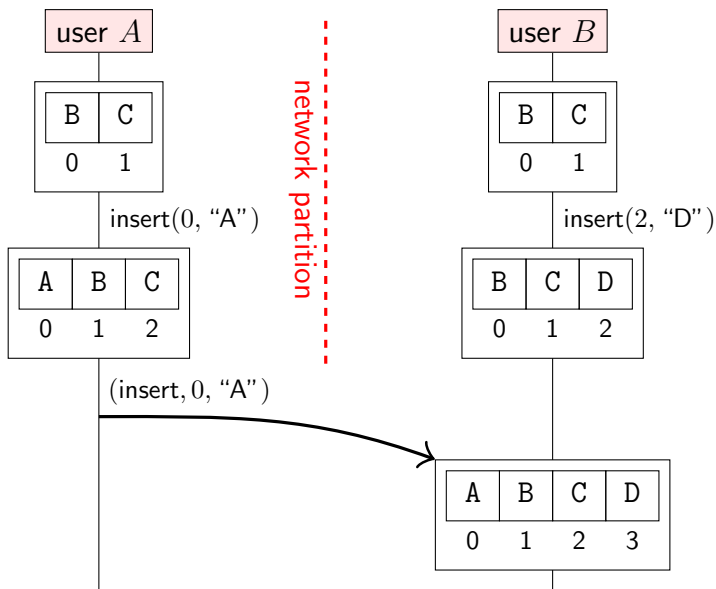 user A
user B
B C
0 1
B C
0 1
network partition
insert(0, “A”)
insert(2, “D”)
A B C
0 1 2
B C D
0 1 2
(insert, 0, “A”)
A B C D
0 1 2 3